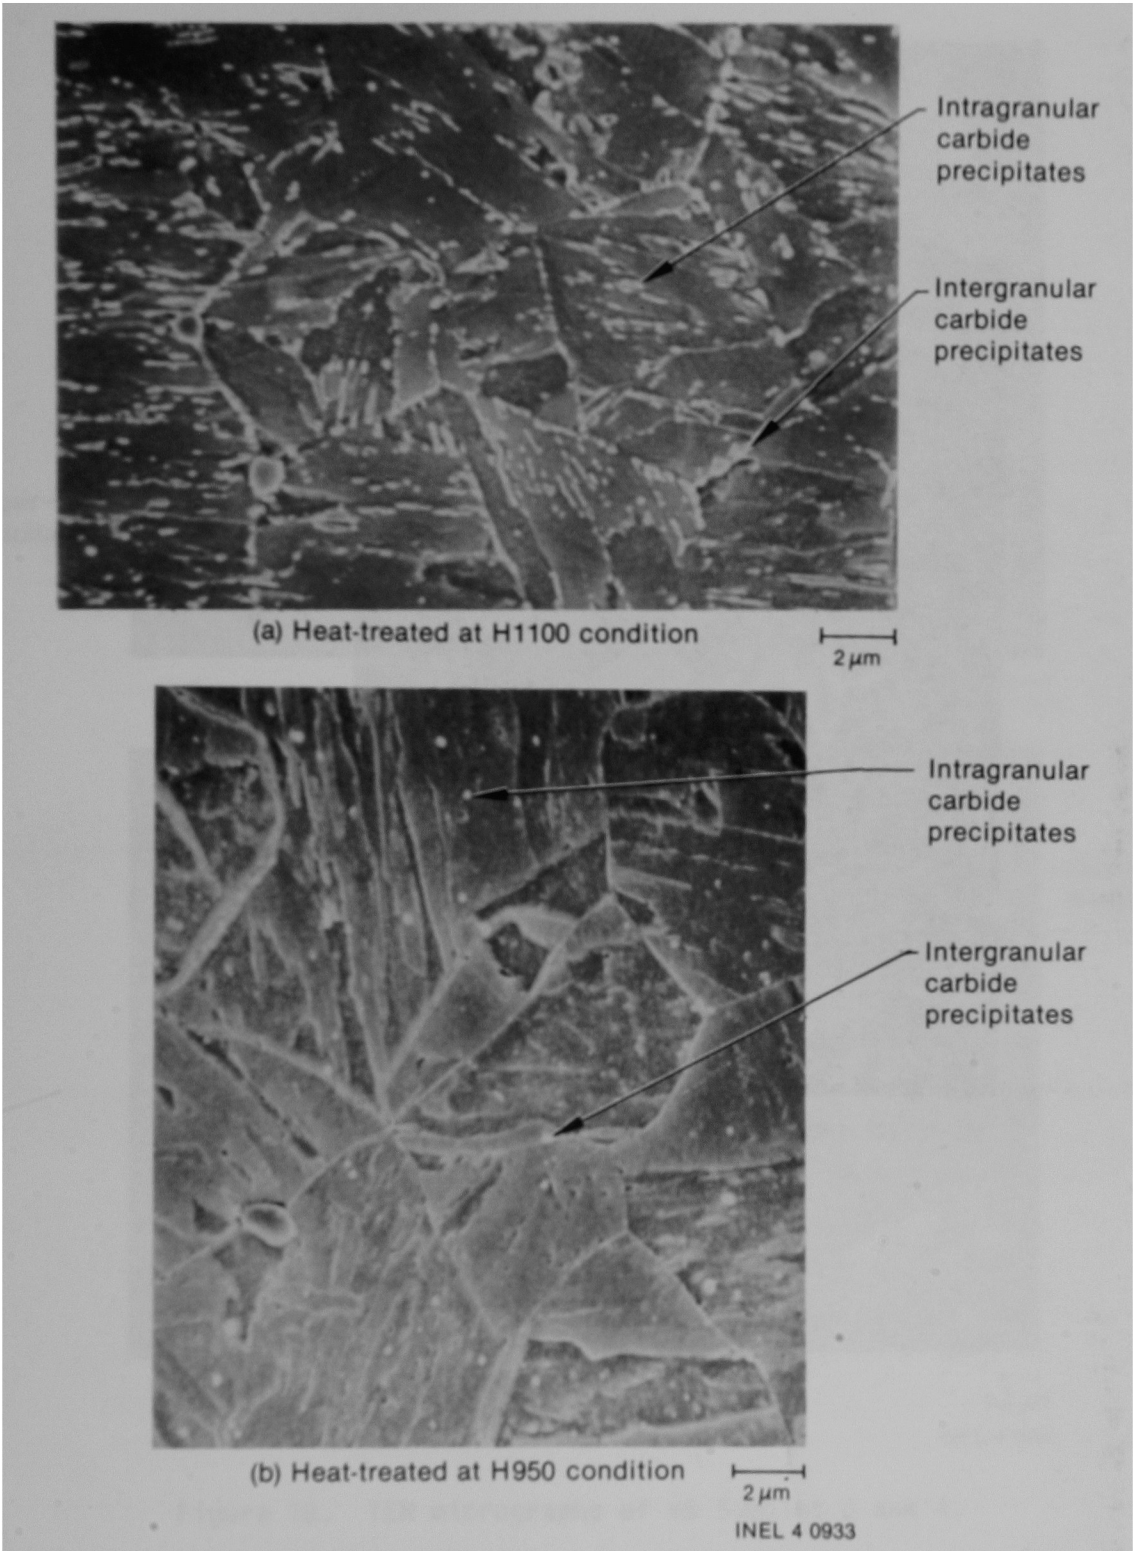 Intragranular
carbide
precipitates
Intergranular
carbide
precipitates
(a) Heat-treated at H1100 condition
2 μm
Intragranular
carbide
precipitates
Intergranular
carbide
precipitates
(b) Heat-treated at H950 condition
2 μm
INEL 4 0933